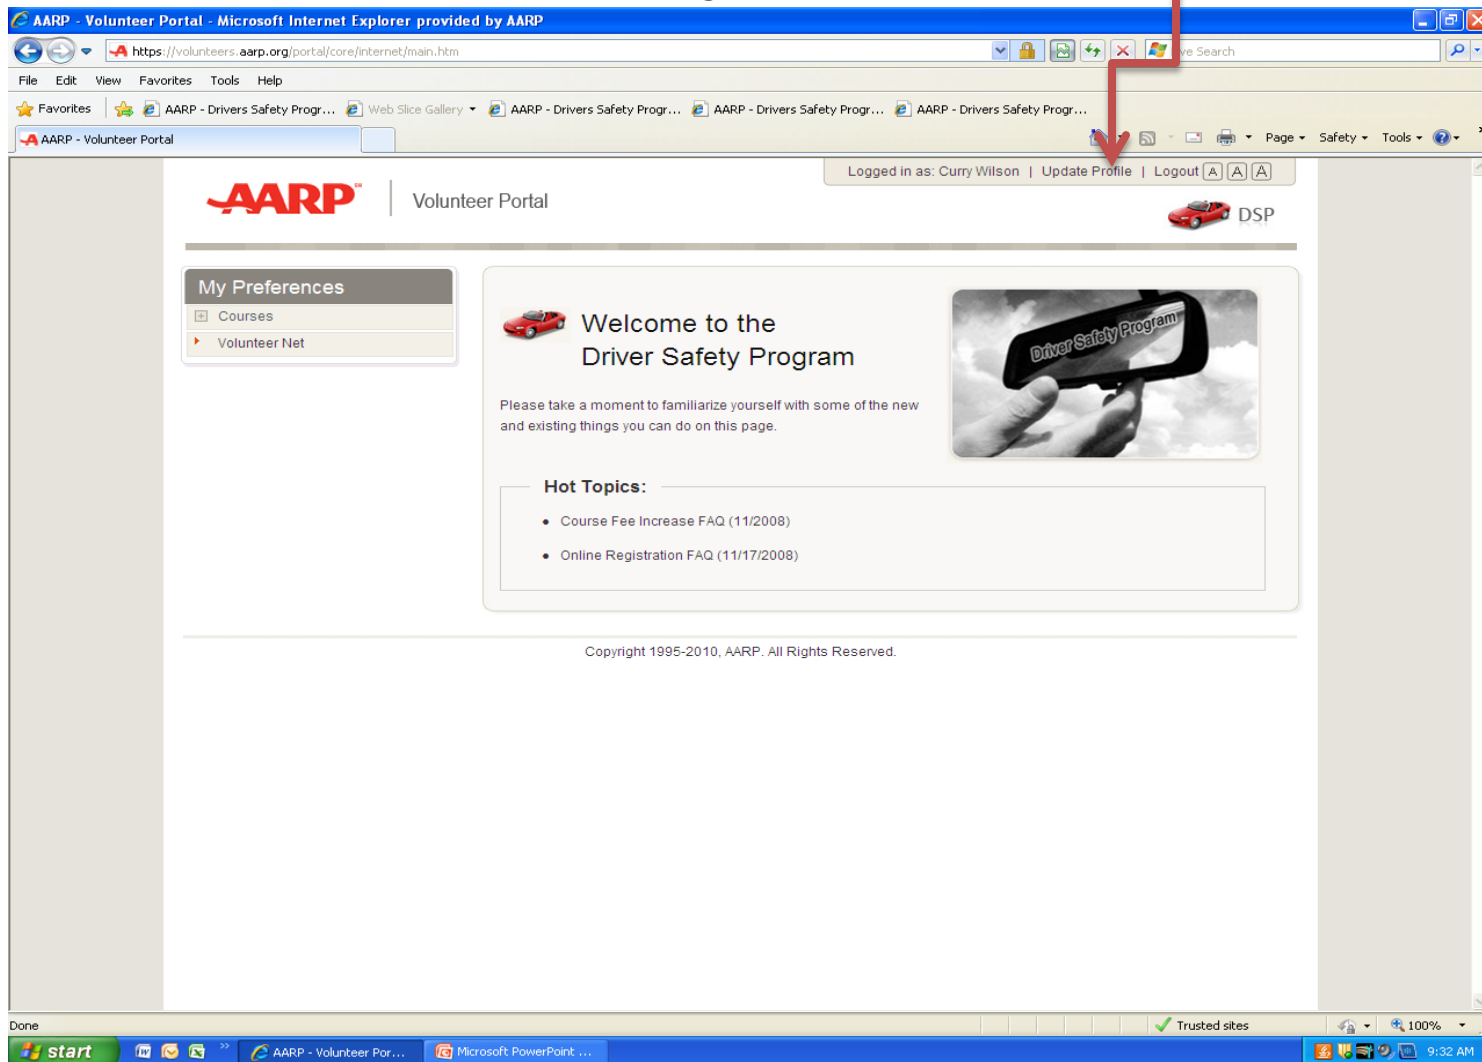 AARP - Volunteer Portal - Microsoft Internet Explorer provided by AARP
https://volunteers.aarp.org/portal/core/internet/main.htm
Search
File Edit View Favorites Tools Help
Favorites AARP - Drivers Safety Progr... Web Slice Gallery AARP - Drivers Safety Progr... AARP - Drivers Safety Progr... AARP - Drivers Safety Progr...
AARP - Volunteer Portal Page Safety Tools
Logged in as: Curry Wilson | Update Profile | Logout A A A
AARP Volunteer Portal
DSP
My Preferences
Courses
Volunteer Net
Welcome to the
Driver Safety Program
Driver Safety Program
Please take a moment to familiarize yourself with some of the new
and existing things you can do on this page.
Hot Topics:
Course Fee Increase FAQ (11/2008)
Online Registration FAQ (11/17/2008)
Copyright 1995-2010, AARP. All Rights Reserved.
Done Trusted sites 100%
start AARP - Volunteer Por... Microsoft PowerPoint ... 9:32 AM